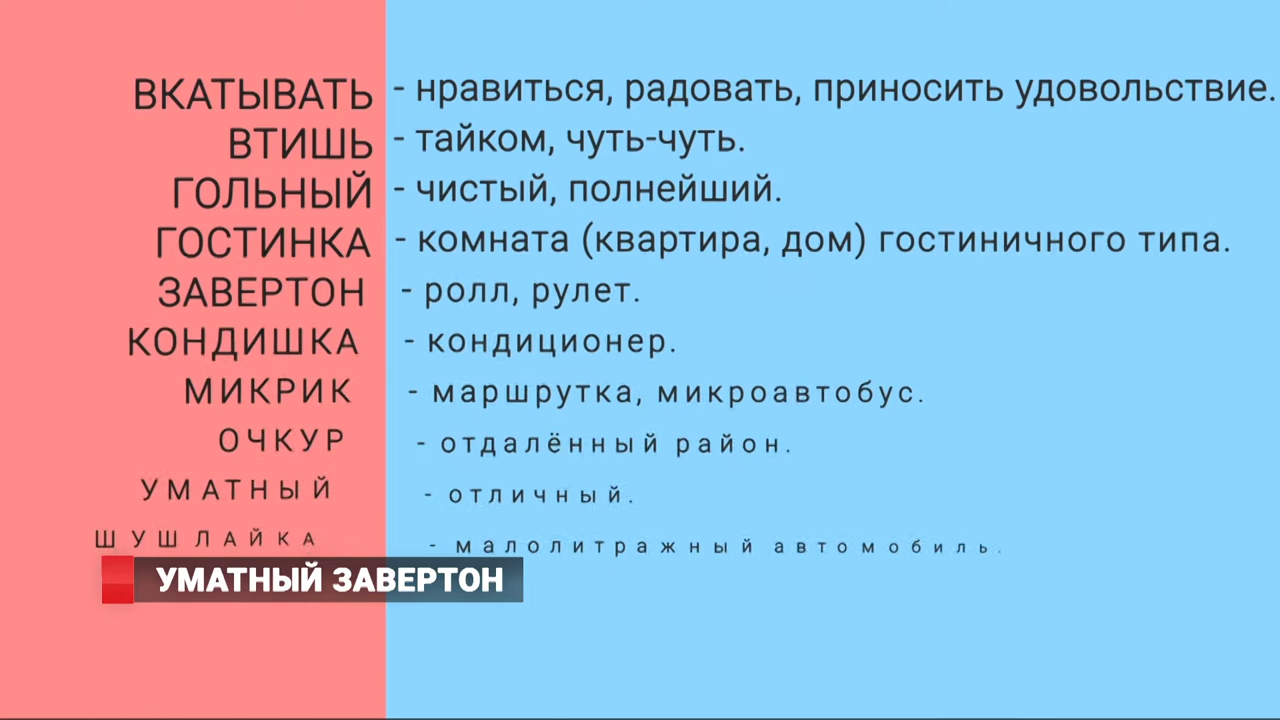 ВКАТЫВАТЬ - нравиться, радовать, приносить удовольствие.
ВТИШЬ - тайком, чуть-чуть.
ГОЛЬНЫЙ - чистый, полнейший.
ГОСТИНКА - комната (квартира, дом) гостиничного типа.
ЗАВЕРТОН - ролл, рулет.
КОНДИШКА - кондиционер.
МИКРИК - маршрутка, микроавтобус.
ОЧКУР - отдалённый район.
УМАТНЫЙ - отличный.
ШУШЛАЙКА - малолитражный автомобиль.
УМАТНЫЙ ЗАВЕРТОН